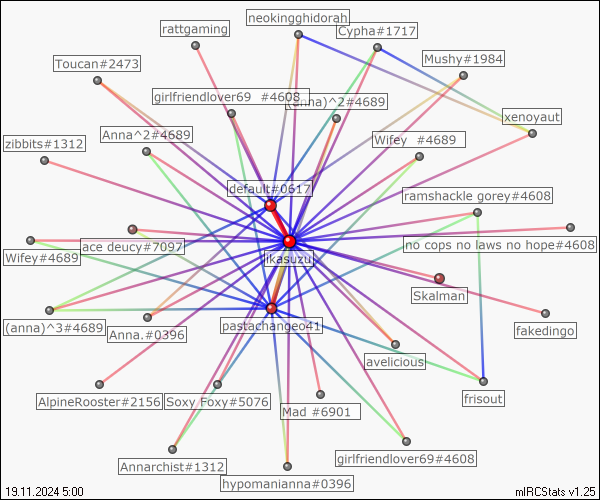 neokingghidorah
rattgaming
Cypha#1717
Mushy#1984
Toucan#2473
girlfriendlover69 #4608
(anna)^2#4689
xenoyaut
Anna^2#4689
zibbits#1312
Wifey #4689
default#0617
ramshackle gorey#4608
ace deucy#7097
no cops no laws no hope#4608
Wifey#4689
ikasuzu
Skalman
(anna)^3#4689
Anna.#0396
pastachangeo41
fakedingo
avelicious
AlpineRooster#2156
Soxy Foxy#5076
Mad #6901
frisout
Annarchist#1312
girlfriendlover69#4608
hypomanianna#0396
19.11.2024 5:00
mIRCStats v1.25